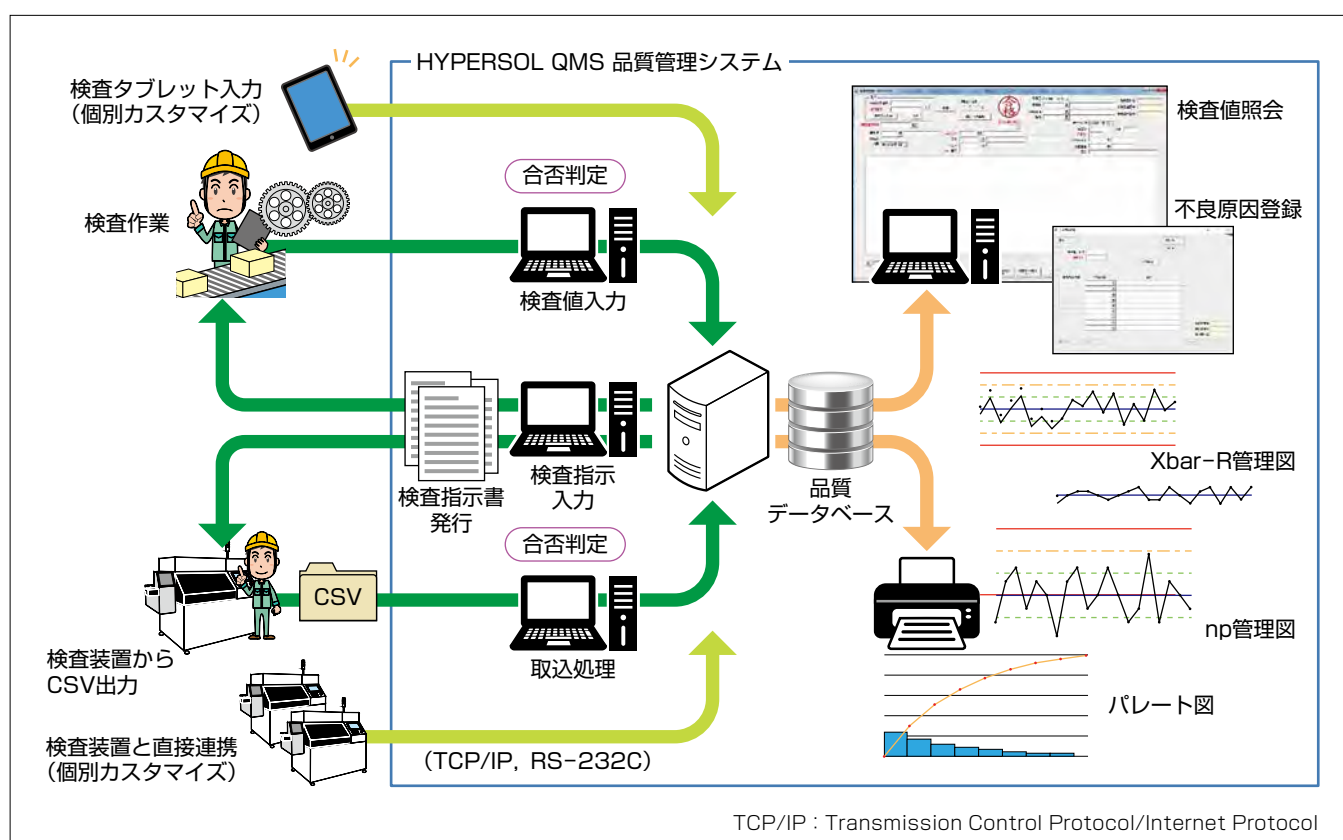 HYPERSOL QMS 品質管理システム
検査タブレット入力
（個別カスタマイズ）
検査値照会
合否判定
不良原因登録
検査作業
検査値入力
検査指示書
発行
検査指示
入力
品質
データベース
Xbar-R管理図
合否判定
CSV
np管理図
検査装置から
CSV出力
取込処理
パレート図
検査装置と直接連携
（個別カスタマイズ）
（TCP/IP, RS-232C）
TCP/IP：Transmission Control Protocol/Internet Protocol